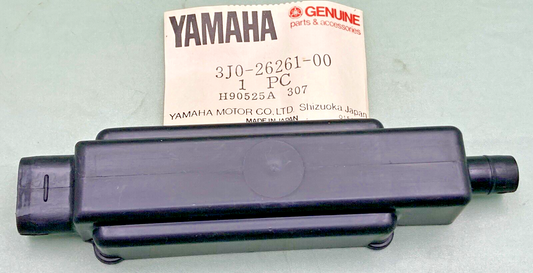 YAMAHA
GENUINE
parts & accessories
3J0-26261-00
1 PC
H90525A 307
YAMAHA MOTOR CO.LTD. Shizuoka Japan
MADE IN JAPAN